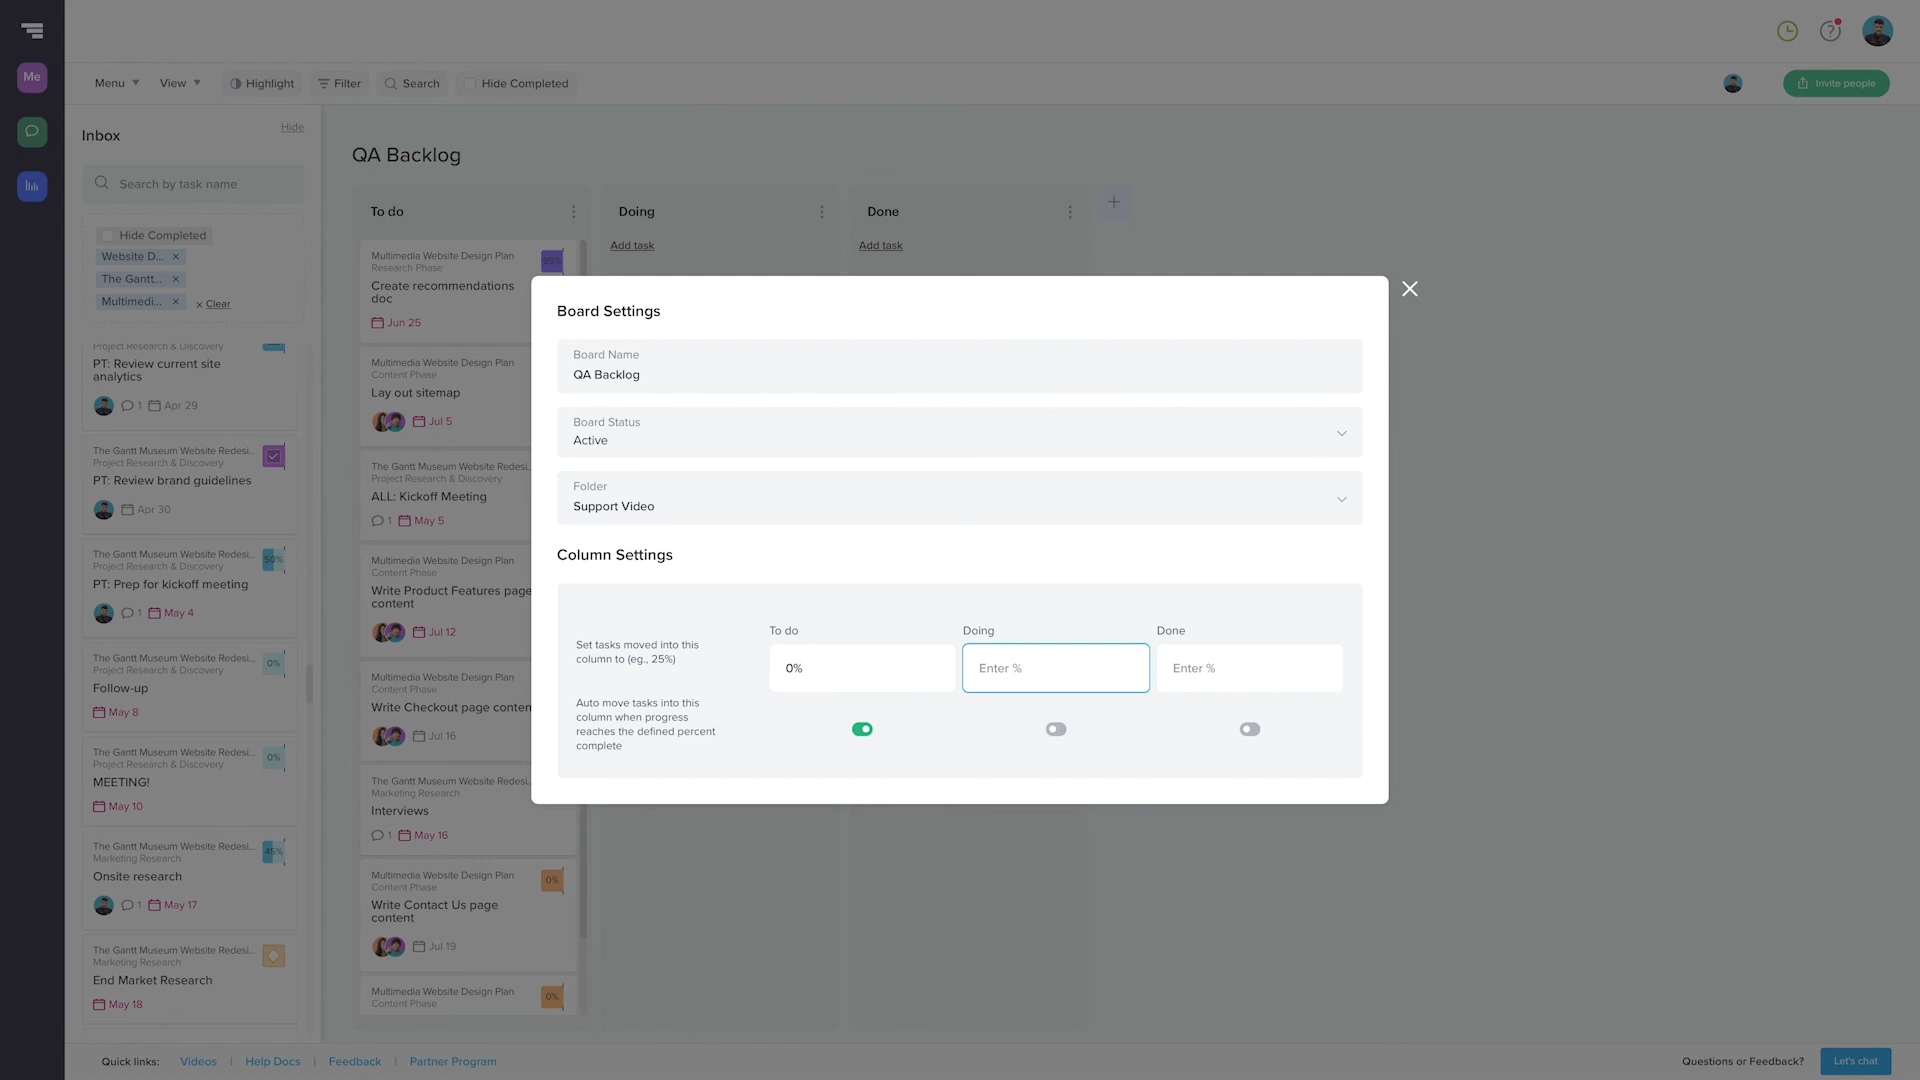 Me
Menu
View
Highlight
Filter
Search
Hide Completed
Invite people
Inbox
Hide
Search by task name
Hide Completed
Website D... ×
The Gantt... ×
Multimedi... ×
× Clear
Project Research & Discovery
PT: Review current site
analytics
1
Apr 29
The Gantt Museum Website Redesi...
Project Research & Discovery
PT: Review brand guidelines
Apr 30
The Gantt Museum Website Redesi...
Project Research & Discovery
50%
PT: Prep for kickoff meeting
1
May 4
The Gantt Museum Website Redesi...
Project Research & Discovery
0%
Follow-up
May 8
The Gantt Museum Website Redesi...
Project Research & Discovery
0%
MEETING!
May 10
The Gantt Museum Website Redesi...
Marketing Research
45%
Onsite research
1
May 17
The Gantt Museum Website Redesi...
Marketing Research
End Market Research
May 18
QA Backlog
To do
Multimedia Website Design Plan
Research Phase
95%
Create recommendations
doc
Jun 25
Multimedia Website Design Plan
Content Phase
Lay out sitemap
Jul 5
The Gantt Museum Website Redesi...
Project Research & Discovery
ALL: Kickoff Meeting
1
May 5
Multimedia Website Design Plan
Content Phase
Write Product Features page
content
Jul 12
Multimedia Website Design Plan
Content Phase
Write Checkout page conten
Jul 16
The Gantt Museum Website Redesi...
Marketing Research
Interviews
1
May 16
Multimedia Website Design Plan
Content Phase
0%
Write Contact Us page
content
Jul 19
Multimedia Website Design Plan
Content Phase
0%
Doing
Add task
Done
Add task
Board Settings
Board Name
QA Backlog
Board Status
Active
Folder
Support Video
Column Settings
To do
Doing
Done
Set tasks moved into this
column to (eg., 25%)
0%
Enter %
Enter %
Auto move tasks into this
column when progress
reaches the defined percent
complete
Quick links:
Videos
Help Docs
Feedback
Partner Program
Questions or Feedback?
Let's chat